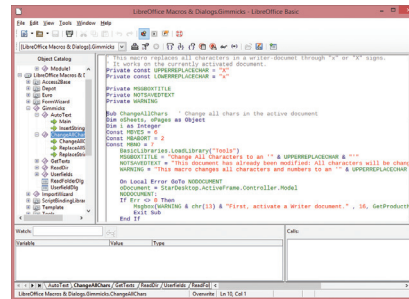 LibreOffice Macros & Dialogs.Gimmicks - LibreOffice Basic
File Edit View Tools Window Help
[LibreOffice Macros & Dialogs].Gimmicks
Object Catalog
Module1
LibreOffice Macros & D
Access2Base
Depot
Euro
FormWizard
Gimmicks
AutoText
Main
InsertString
ChangeAllChar
ChangeAllC
ReplaceAllS
ReplaceStrin
GetTexts
ReadDir
Userfields
ReadFolderDlg
UserfieldDlg
ImportWizard
ScriptBindingLibrar
Template
Tools
' This macro replaces all characters in a writer-documet through "x" or "X" signs.
' It works on the currently activated document.
Private const UPPERREPLACECHAR = "X"
Private const LOWERREPLACECHAR = "x"
Private MSGBOXTITLE
Private NOTSAVEDTEXT
Private WARNING
Sub ChangeAllChars ' Change all chars in the active document
Dim oSheets, oPages as Object
Dim i as Integer
Const MBYES = 6
Const MBABORT = 2
Const MBNO = 7
BasicLibraries.LoadLibrary("Tools")
MSGBOXTITLE = "Change All Characters to an '" & UPPERREPLACECHAR & "'"
NOTSAVEDTEXT = "This document has already been modified: All characters will be chang
WARNING = "This macro changes all characters and numbers to an '" & UPPERREPLACECHAR
On Local Error GoTo NODOCUMENT
oDocument = StarDesktop.ActiveFrame.Controller.Model
NODOCUMENT:
If Err <> 0 Then
Msgbox(WARNING & chr(13) & "First, activate a Writer document." , 16, GetProductN
Exit Sub
End If
Watch:
Calls:
Variable Value Type
AutoText ChangeAllChars GetTexts ReadDir Userfields ReadFol
LibreOffice Macros & Dialogs.Gimmicks.ChangeAllChars Overwrite Ln 10, Col 1